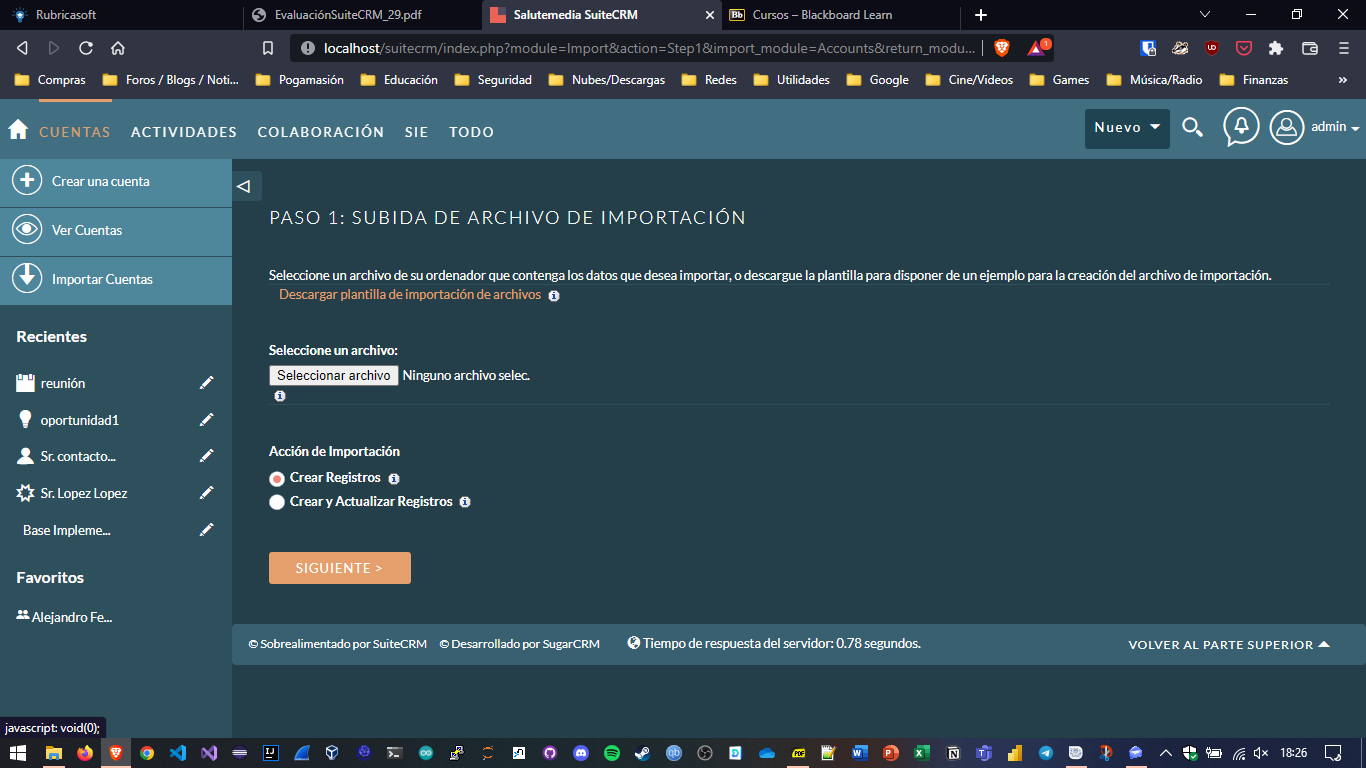 Rubricasoft
EvaluaciónSuiteCRM_29.pdf
Salutemedia SuiteCRM
Bb Cursos – Blackboard Learn
localhost/suitecrm/index.php?module=Import&action=Step1&import_module=Accounts&return_modu...
1
Compras Foros / Blogs / Noti... Pogamasión Educación Seguridad Nubes/Descargas Redes Utilidades Google Cine/Videos Games Música/Radio Finanzas »
CUENTAS ACTIVIDADES COLABORACIÓN SIE TODO
Nuevo
admin
Crear una cuenta
Ver Cuentas
Importar Cuentas
Recientes
reunión
oportunidad1
Sr. contacto...
Sr. Lopez Lopez
Base Impleme...
Favoritos
Alejandro Fe...
PASO 1: SUBIDA DE ARCHIVO DE IMPORTACIÓN
Seleccione un archivo de su ordenador que contenga los datos que desea importar, o descargue la plantilla para disponer de un ejemplo para la creación del archivo de importación.
Descargar plantilla de importación de archivos
Seleccione un archivo:
Seleccionar archivo Ninguno archivo selec.
Acción de Importación
Crear Registros
Crear y Actualizar Registros
SIGUIENTE >
© Sobrealimentado por SuiteCRM © Desarrollado por SugarCRM Tiempo de respuesta del servidor: 0.78 segundos. VOLVER AL PARTE SUPERIOR
javascript: void(0);
18:26